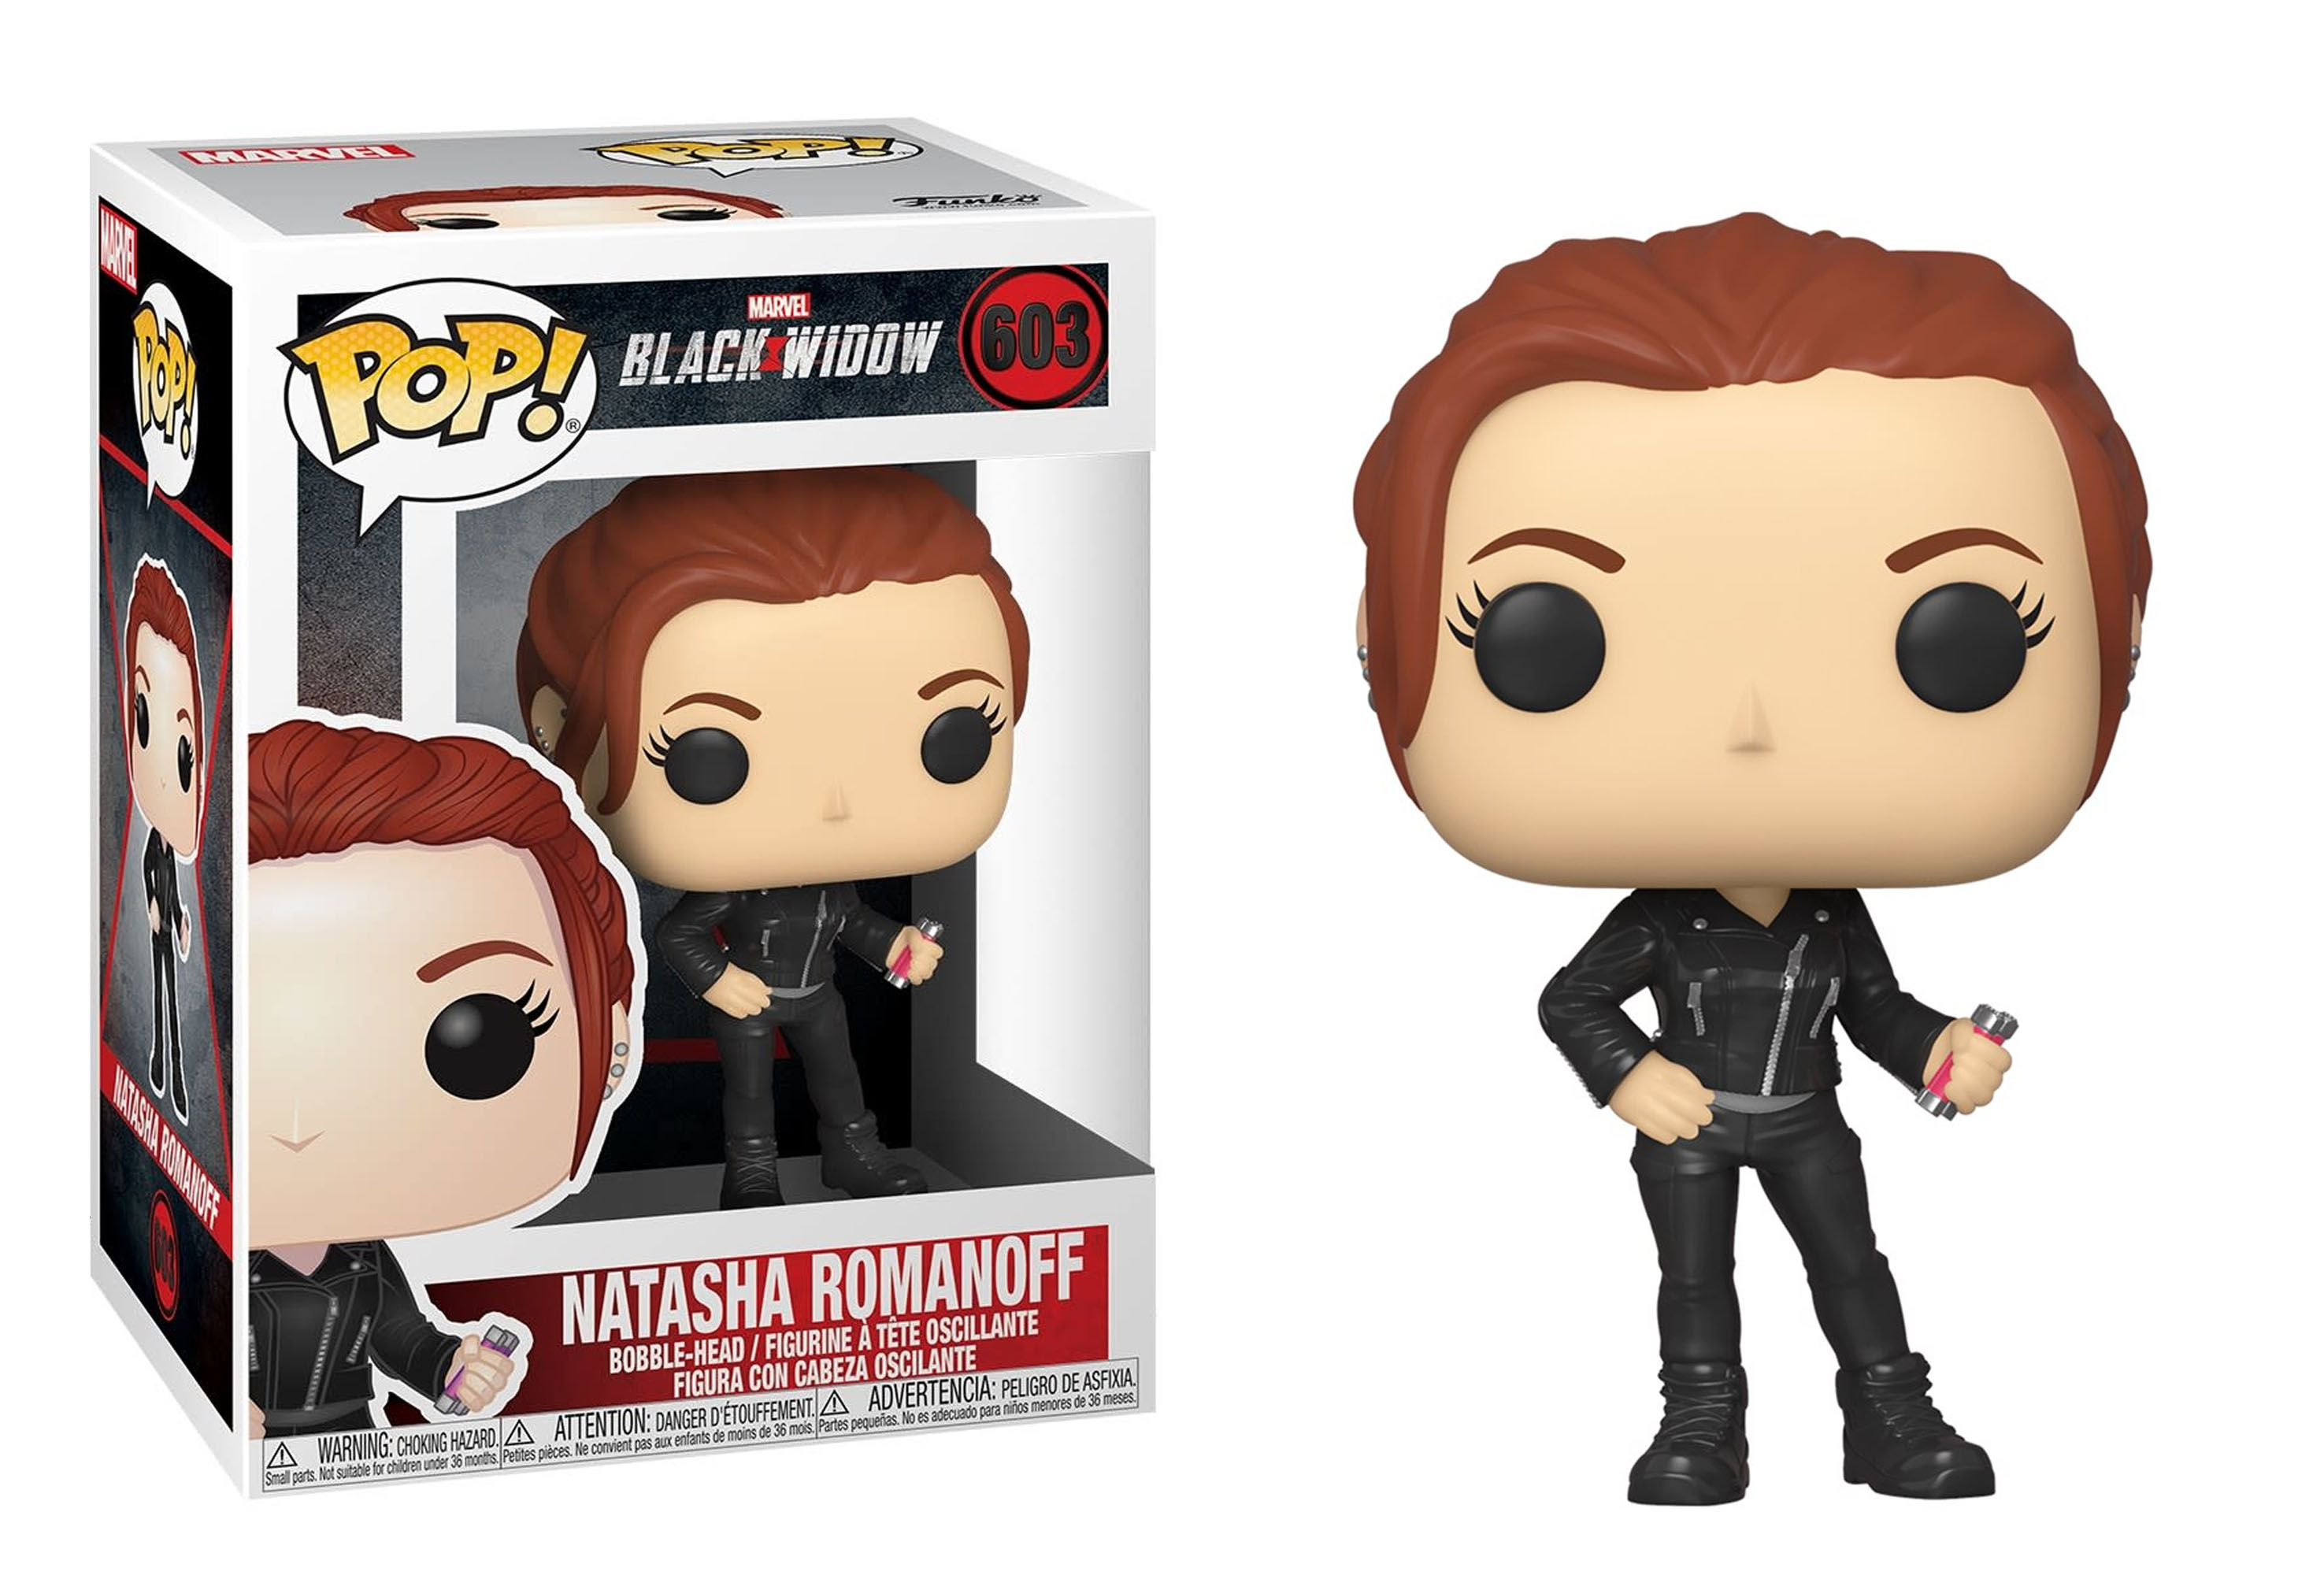 MARVEL
POP!
Funko
MARVEL
POP!
NATASHA ROMANOFF
603
POP!®
MARVEL
BLACK WIDOW
603
NATASHA ROMANOFF
BOBBLE-HEAD / FIGURINE À TÊTE OSCILLANTE
FIGURA CON CABEZA OSCILANTE
WARNING: CHOKING HAZARD.
Small parts. Not suitable for children under 36 months.
ATTENTION: DANGER D'ÉTOUFFEMENT.
Petites pièces. Ne convient pas aux enfants de moins de 36 mois.
ADVERTENCIA: PELIGRO DE ASFIXIA.
Partes pequeñas. No es adecuado para niños menores de 36 meses.